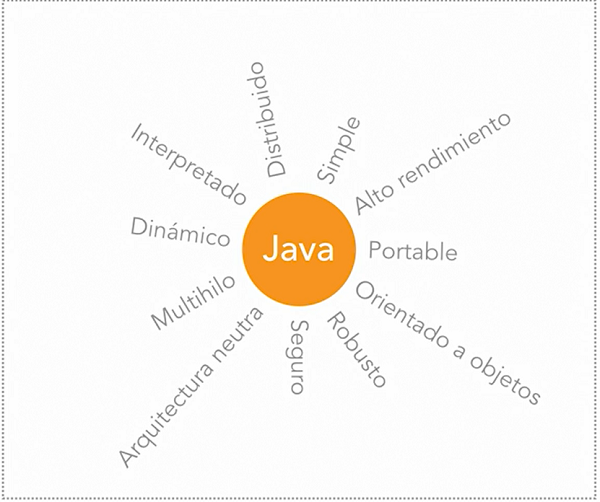 Distribuido
Simple
Alto rendimiento
Interpretado
Dinámico
Java
Portable
Multihilo
Orientado a objetos
Arquitectura neutra
Seguro
Robusto